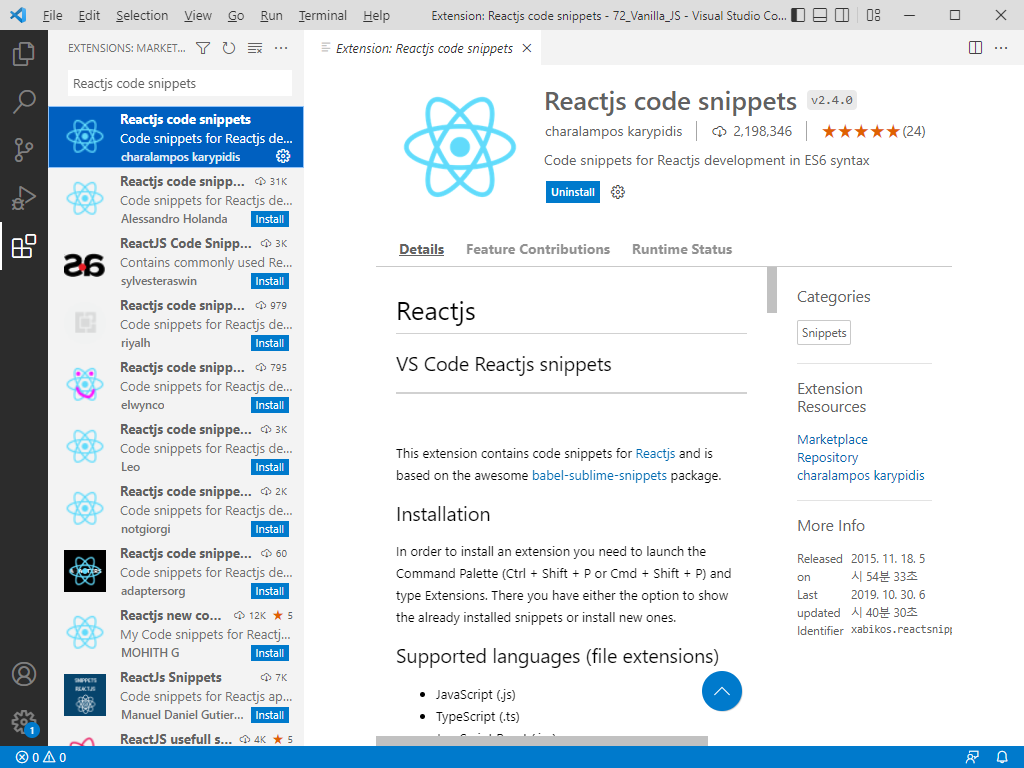 File Edit Selection View Go Run Terminal Help Extension: Reactjs code snippets - 72_Vanilla_JS - Visual Studio Co...
EXTENSIONS: MARKET...
Reactjs code snippets
Reactjs code snippets
Code snippets for Reactjs de...
charalampos karypidis
Reactjs code snipp... 31K
Code snippets for Reactjs de...
Alessandro Holanda Install
ReactJS Code Snipp... 3K
Contains commonly used Re...
sylvesteraswin Install
Reactjs code snipp... 979
Code snippets for Reactjs de...
riyalh Install
Reactjs code snipp... 795
Code snippets for Reactjs de...
elwynco Install
Reactjs code snippe... 3K
Code snippets for Reactjs de...
Leo Install
Reactjs code snippe... 2K
Code snippets for Reactjs de...
notgiorgi Install
Reactjs code snippe... 60
Code snippets for Reactjs de...
adaptersorg Install
Reactjs new co... 12K ★ 5
My Code snippets for Reactj...
MOHITH G Install
SNIPPETS
REACTJS
ReactJs Snippets 7K
Code snippets for Reactjs ap...
Manuel Daniel Gutier... Install
ReactJS usefull s... 4K ★ 5
1
0 0
Extension: Reactjs code snippets
Reactjs code snippets v2.4.0
charalampos karypidis 2,198,346 ★★★★★(24)
Code snippets for Reactjs development in ES6 syntax
Uninstall
Details Feature Contributions Runtime Status
Reactjs
VS Code Reactjs snippets
This extension contains code snippets for Reactjs and is
based on the awesome babel-sublime-snippets package.
Installation
In order to install an extension you need to launch the
Command Palette (Ctrl + Shift + P or Cmd + Shift + P) and
type Extensions. There you have either the option to show
the already installed snippets or install new ones.
Supported languages (file extensions)
• JavaScript (.js)
• TypeScript (.ts)
Categories
Snippets
Extension
Resources
Marketplace
Repository
charalampos karypidis
More Info
Released 2015. 11. 18. 5
on 시 54분 33초
Last 2019. 10. 30. 6
updated 시 40분 30초
Identifier xabikos.reactsnipp